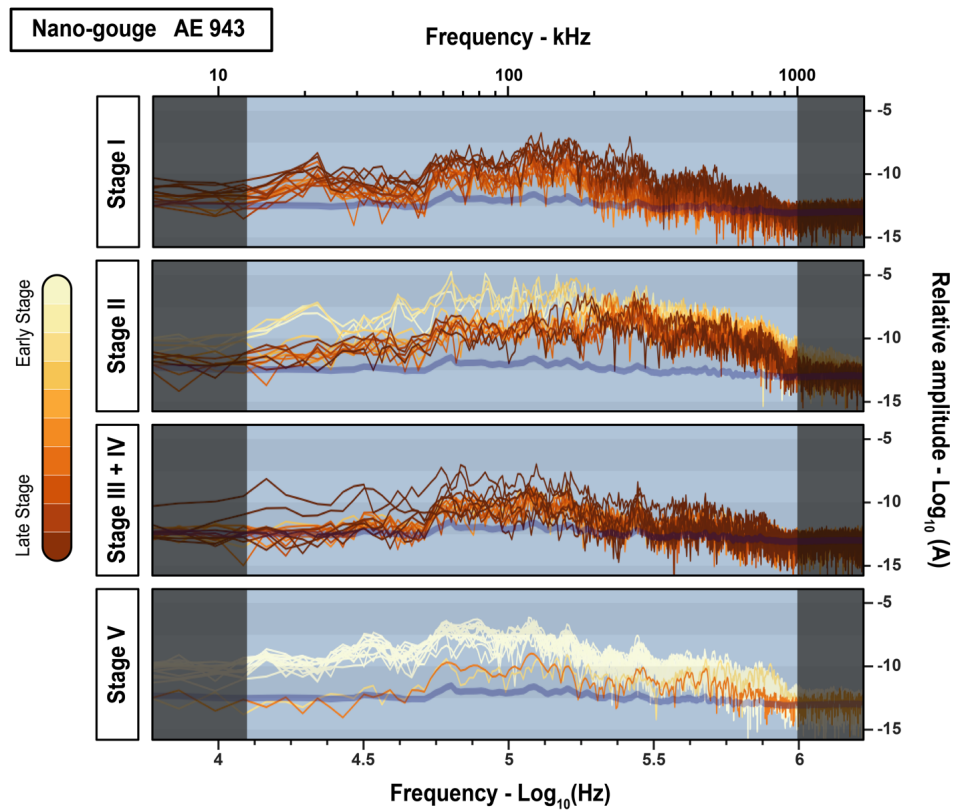 Nano-gouge AE 943
Frequency - kHz
10 100 1000
Stage I
-5
-10
-15
Stage II
-5
-10
-15
Stage III + IV
-5
-10
-15
Stage V
-5
-10
-15
Early Stage
Late Stage
Relative amplitude - Log10 (A)
4 4.5 5 5.5 6
Frequency - Log10(Hz)